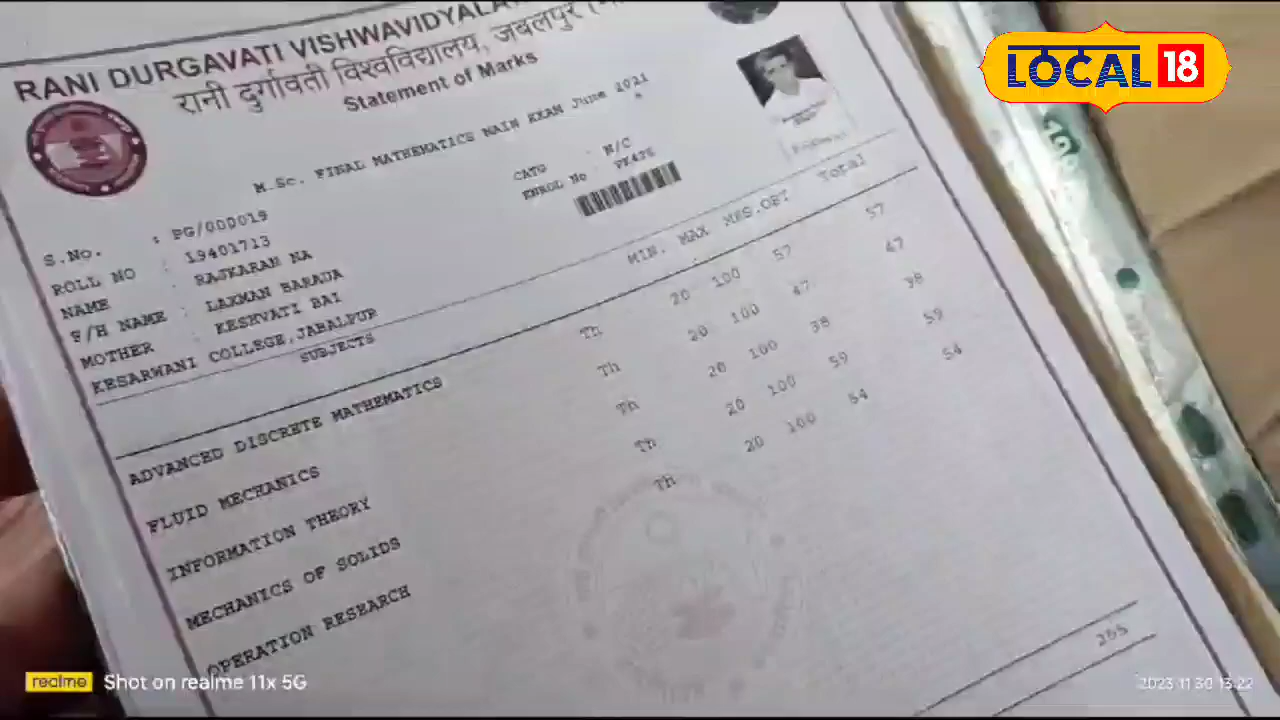 RANI DURGAVATI VISHWAVIDYALA
रानी दुर्गावती विश्वविद्यालय, जबलपुर
Statement of Marks
M.Sc. FINAL MATHEMATICS MAIN EXAM June 2021
CATG : N/C
ENROL No :
S.No. : PG/000019
ROLL NO : 19401713
NAME : RAJKARAN
F/H NAME : LAXMAN BARAUA
MOTHER : KESHVATI BAI
KESARWANI COLLEGE,JABALPUR
SUBJECTS MIN. MAX MKS.OBT Total
ADVANCED DISCRETE MATHEMATICS Th 20 100 57 57
FLUID MECHANICS Th 20 100 47 47
INFORMATION THEORY Th 20 100 38 38
MECHANICS OF SOLIDS Th 20 100 59 59
OPERATION RESEARCH Th 20 100 54 54
255
LOCAL 18
realme Shot on realme 11x 5G
2023.11.30 13:22